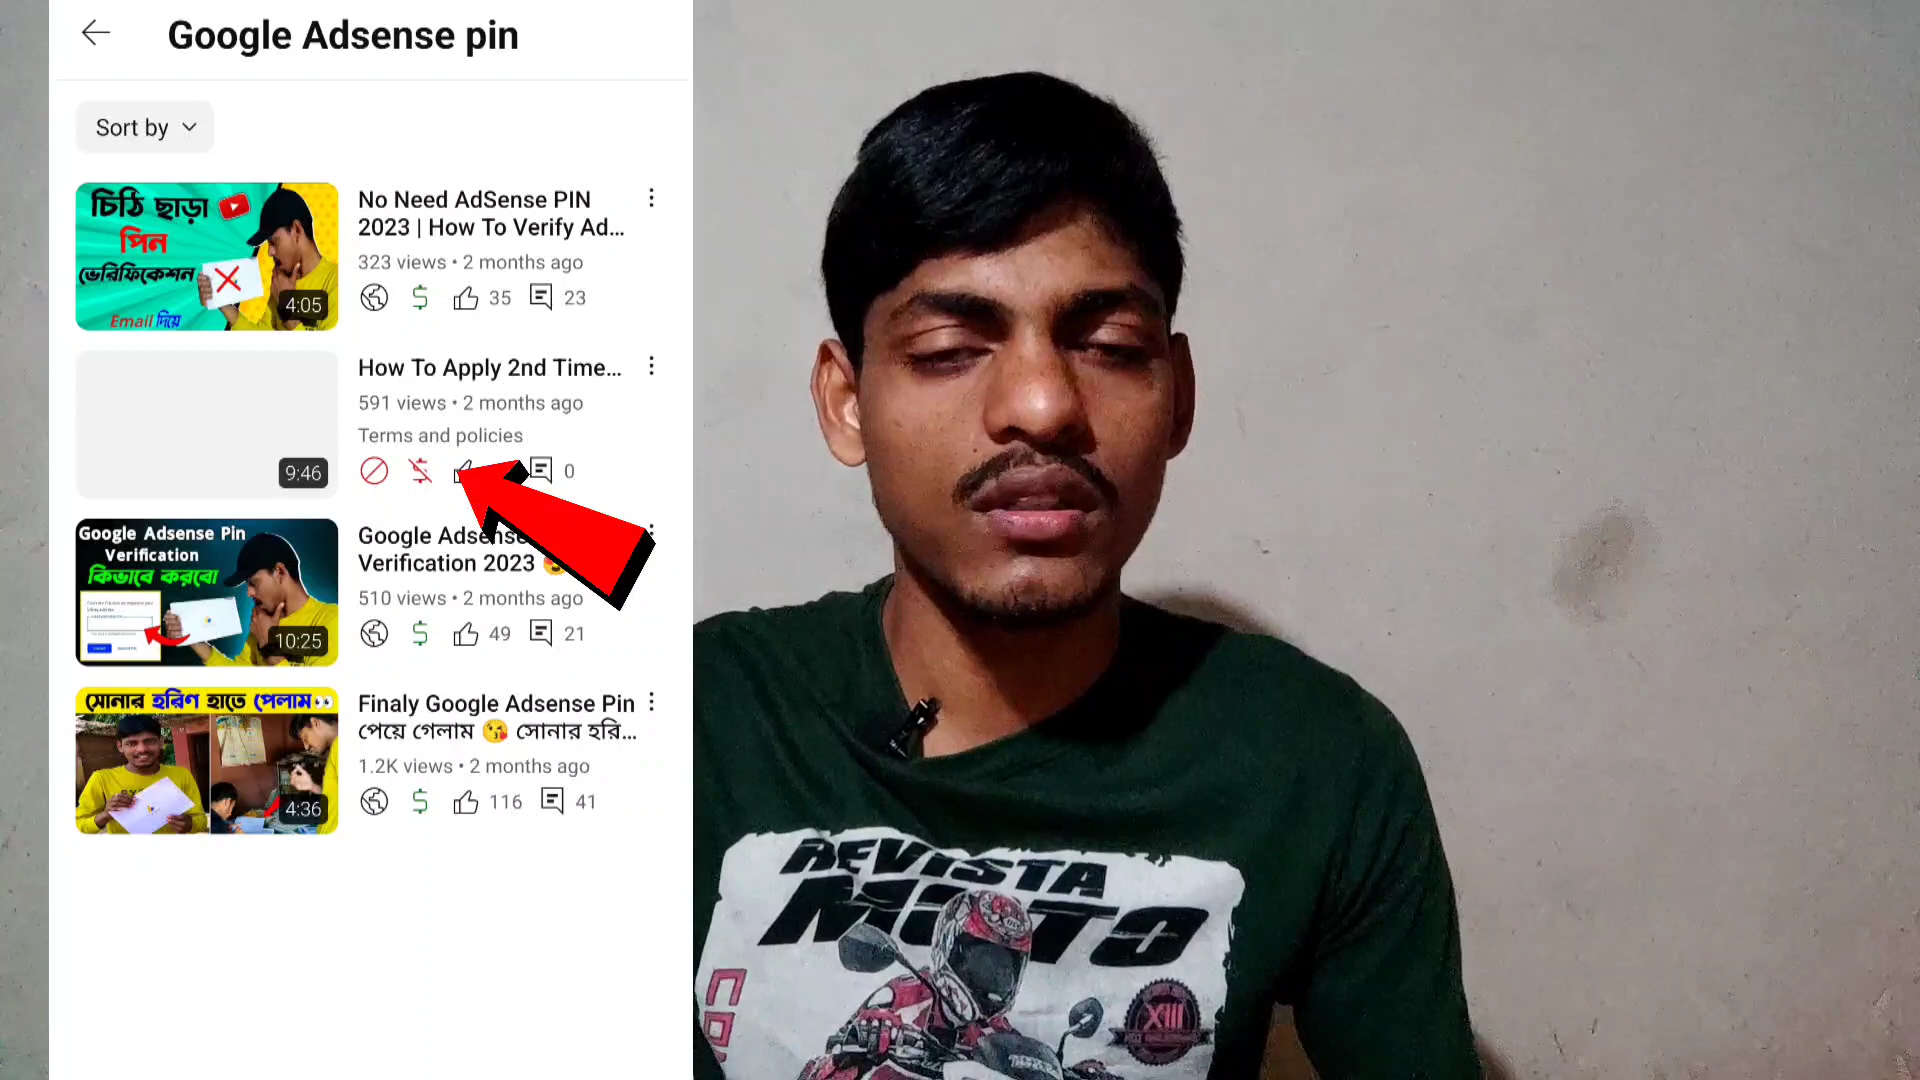 Google Adsense pin
Sort by
চিঠি ছাড়া
পিন
ভেরিফিকেশন
Email দিয়ে
4:05
No Need AdSense PIN
2023 | How To Verify Ad...
323 views • 2 months ago
35 23
How To Apply 2nd Time...
591 views • 2 months ago
Terms and policies
9:46
0
Google Adsense Pin
Verification
কিভাবে করবো
10:25
Google Adsense
Verification 2023
510 views • 2 months ago
49 21
সোনার হরিণ হাতে পেলাম
4:36
Finaly Google Adsense Pin
পেয়ে গেলাম 😘 সোনার হরি...
1.2K views • 2 months ago
116 41
REVISTA
MOTO
XIII